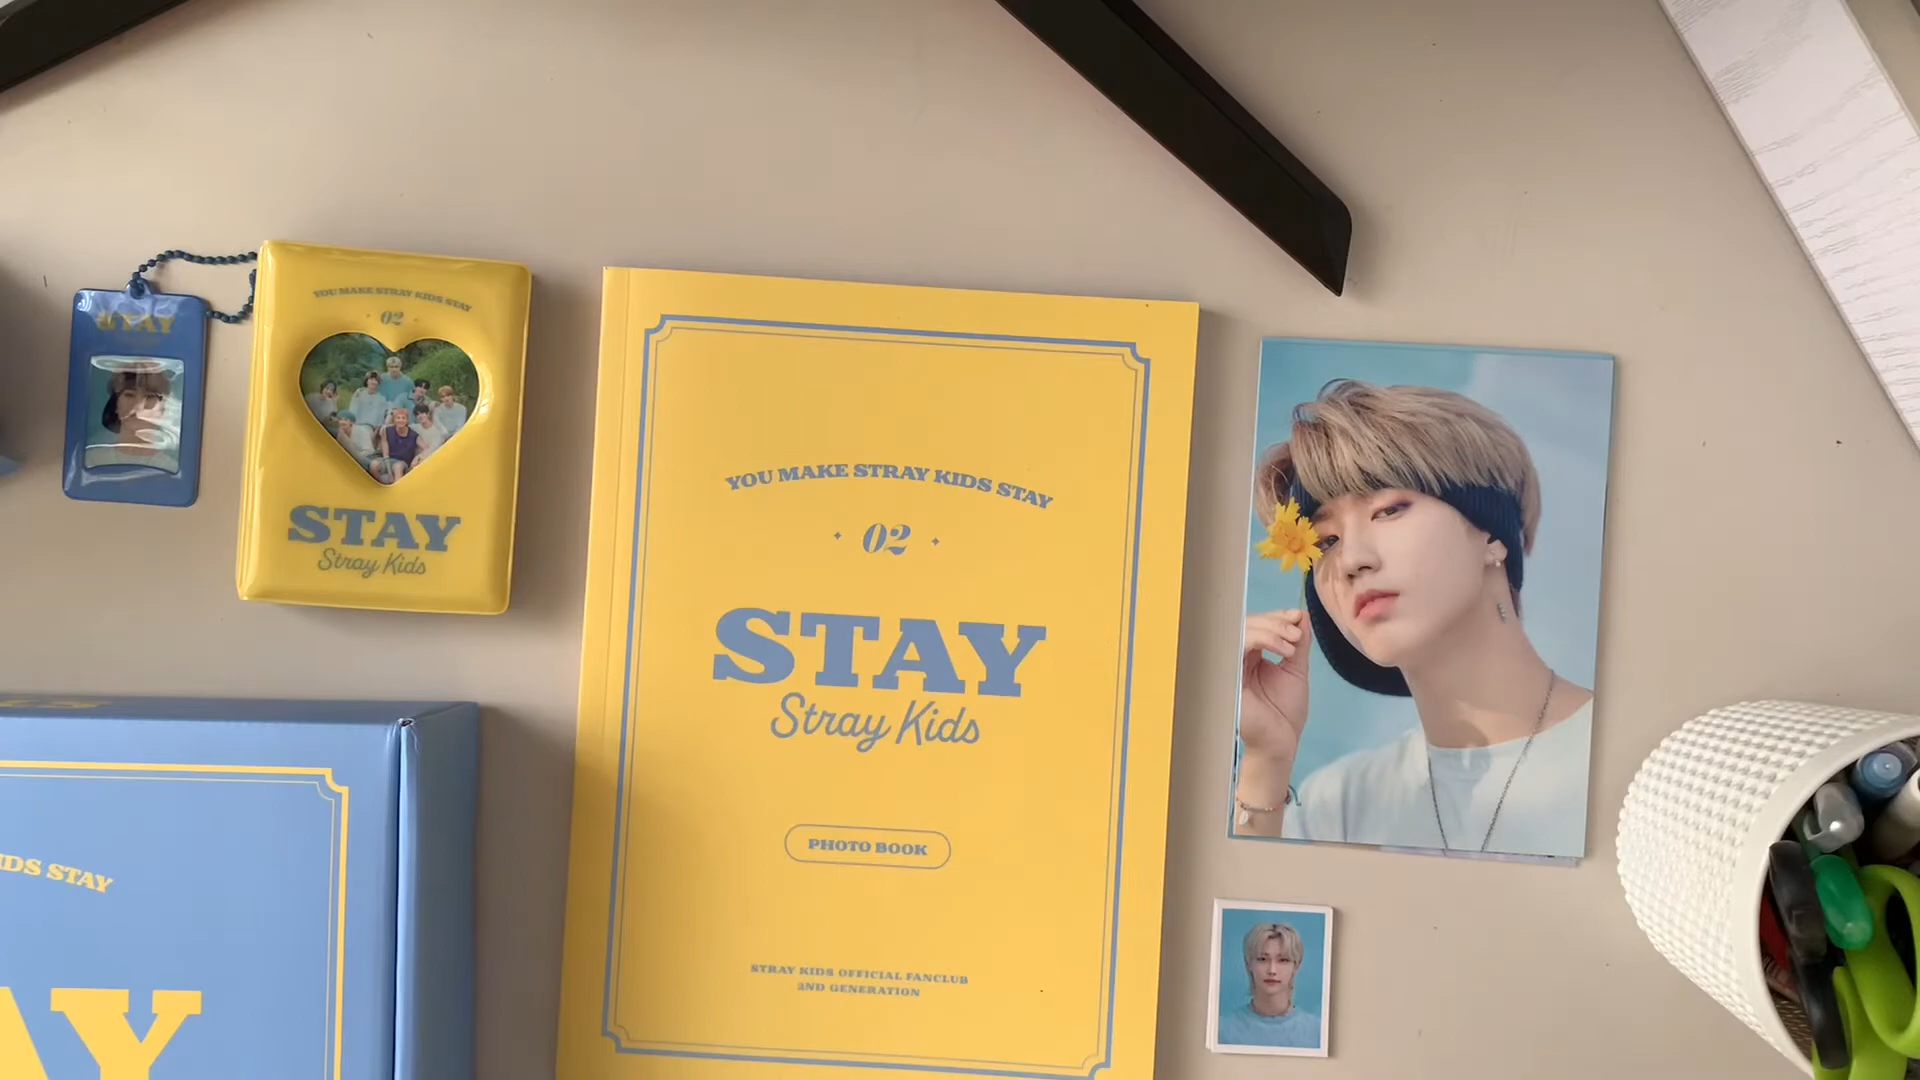 STAY
YOU MAKE STRAY KIDS STAY
02
STAY
Stray Kids
YOU MAKE STRAY KIDS STAY
02
STAY
Stray Kids
PHOTO BOOK
STRAY KIDS OFFICIAL FANCLUB
2ND GENERATION
IDS STAY
AY